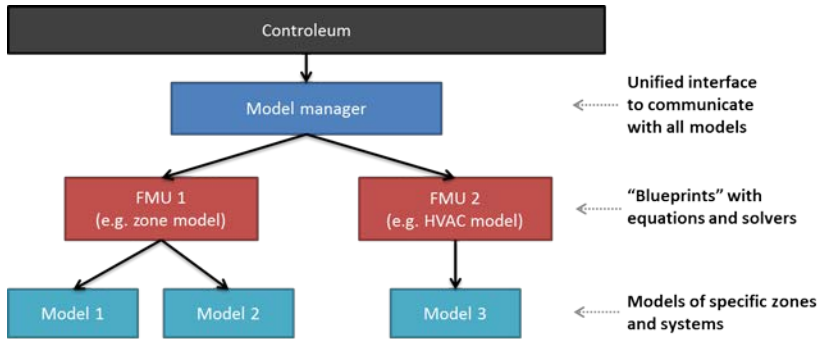 Controleum
Model manager
Unified interface
to communicate
with all models
FMU 1
(e.g. zone model)
FMU 2
(e.g. HVAC model)
“Blueprints” with
equations and solvers
Model 1
Model 2
Model 3
Models of specific zones
and systems